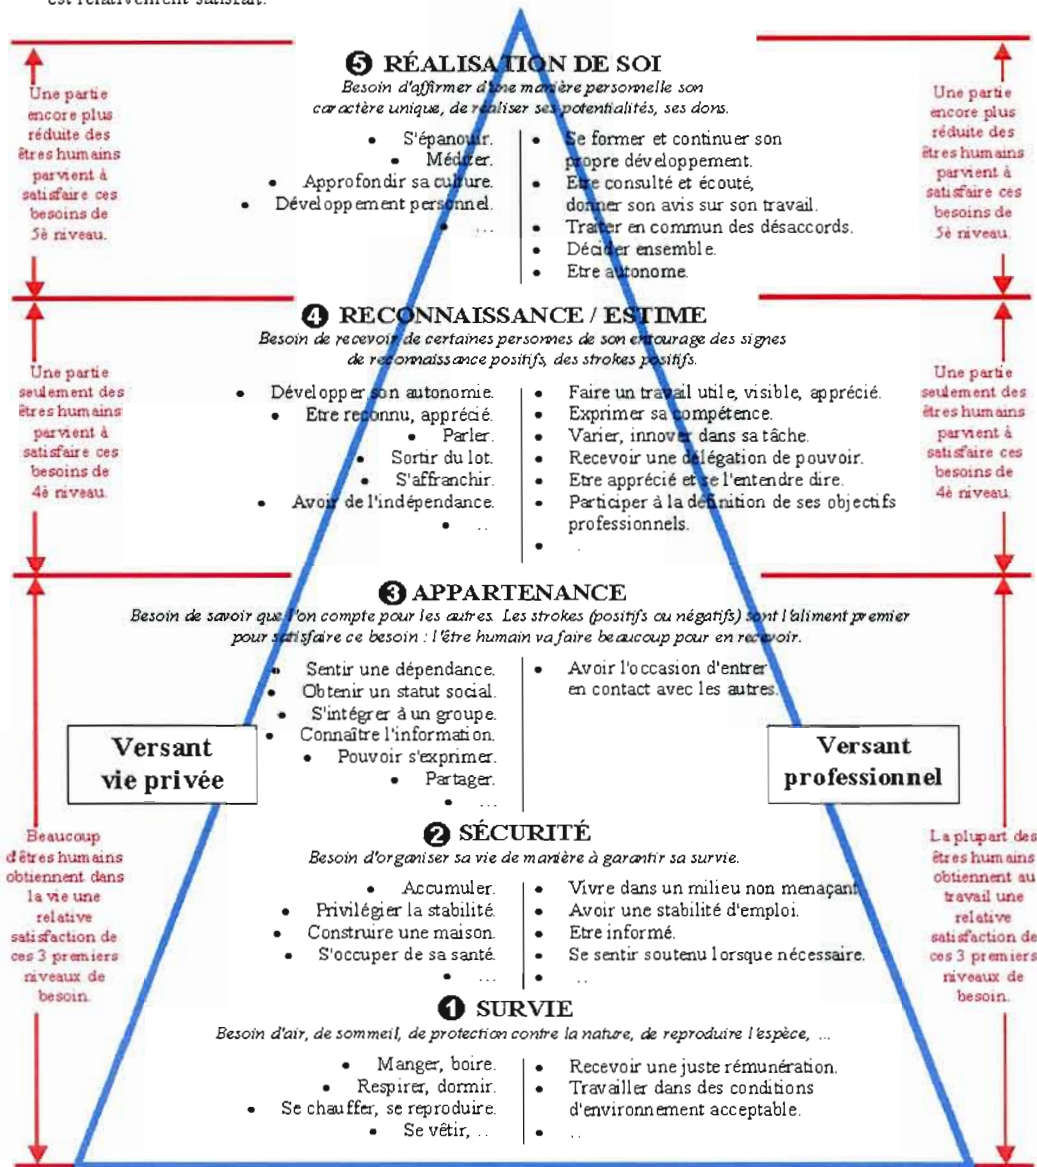 est relativement satisfait.
❺ RÉALISATION DE SOI
Besoin d'affirmer d'une manière personnelle son
caractère unique, de réaliser ses potentialités, ses dons.
• S'épanouir.
• Méditer.
• Approfondir sa culture.
• Développement personnel.
• ...
• Se former et continuer son
propre développement.
• Etre consulté et écouté,
donner son avis sur son travail.
• Traiter en commun des désaccords.
• Décider ensemble.
• Etre autonome.
Une partie
encore plus
réduite des
êtres humains
parvient à
satisfaire ces
besoins de
5è niveau.
Une partie
encore plus
réduite des
êtres humains
parvient à
satisfaire ces
besoins de
5è niveau.
❹ RECONNAISSANCE / ESTIME
Besoin de recevoir de certaines personnes de son entourage des signes
de reconnaissance positifs, des strokes positifs.
• Développer son autonomie.
• Etre reconnu, apprécié.
• Parler.
• Sortir du lot.
• S'affranchir.
• Avoir de l'indépendance.
• ..
• Faire un travail utile, visible, apprécié.
• Exprimer sa compétence.
• Varier, innover dans sa tâche.
• Recevoir une délégation de pouvoir.
• Etre apprécié et se l'entendre dire.
• Participer à la définition de ses objectifs
professionnels.
• .
Une partie
seulement des
êtres humains
parvient à
satisfaire ces
besoins de
4è niveau.
Une partie
seulement des
êtres humains
parvient à
satisfaire ces
besoins de
4è niveau.
❸ APPARTENANCE
Besoin de savoir que l'on compte pour les autres. Les strokes (positifs ou négatifs) sont l'aliment premier
pour satisfaire ce besoin : l'être humain va faire beaucoup pour en recevoir.
• Sentir une dépendance.
• Obtenir un statut social.
• S'intégrer à un groupe.
• Connaître l'information.
• Pouvoir s'exprimer.
• Partager.
• ...
• Avoir l'occasion d'entrer
en contact avec les autres.
Versant
vie privée
Versant
professionnel
❷ SÉCURITÉ
Besoin d'organiser sa vie de manière à garantir sa survie.
• Accumuler.
• Privilégier la stabilité.
• Construire une maison.
• S'occuper de sa santé.
• ...
• Vivre dans un milieu non menaçant
• Avoir une stabilité d'emploi.
• Etre informé.
• Se sentir soutenu lorsque nécessaire.
• ..
Beaucoup
d'êtres humains
obtiennent dans
la vie une
relative
satisfaction de
ces 3 premiers
niveaux de
besoin.
La plupart des
êtres humains
obtiennent au
travail une
relative
satisfaction de
ces 3 premiers
niveaux de
besoin.
❶ SURVIE
Besoin d'air, de sommeil, de protection contre la nature, de reproduire l'espèce, ...
• Manger, boire.
• Respirer, dormir.
• Se chauffer, se reproduire.
• Se vêtir, ..
• Recevoir une juste rémunération.
• Travailler dans des conditions
d'environnement acceptable.
• ..